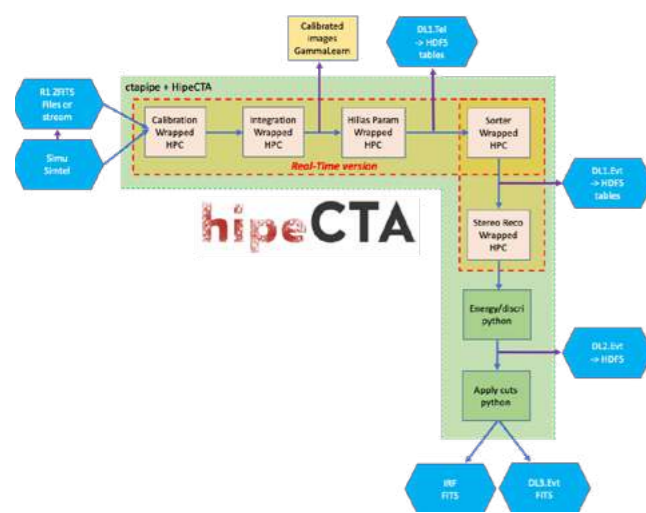 Calibrated
Images
GammaLearn
DL1.Tel
-> HDF5
tables
R1 ZFITS
Files or
stream
ctapipe + HipeCTA
Calibration
Wrapped
HPC
Integration
Wrapped
HPC
Hillas Param
Wrapped
HPC
Sorter
Wrapped
HPC
Simu
Simtel
Real-Time version
DL1.Evt
-> HDF5
tables
hipeCTA
Stereo Reco
Wrapped
HPC
Energy/discri
python
DL2.Evt
-> HDF5
Apply cuts
python
IRF
FITS
DL3.Evt
FITS